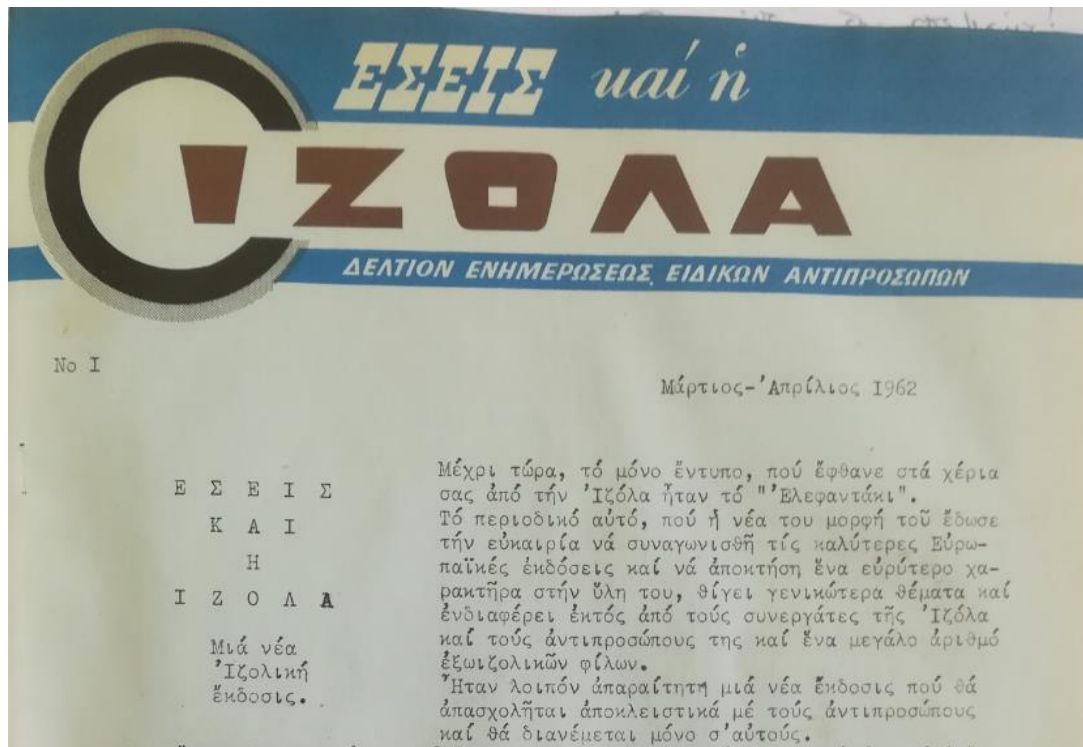 ΕΣΕΙΣ καί ἡ
ΙΖΟΛΑ
ΔΕΛΤΙΟΝ ΕΝΗΜΕΡΩΣΕΩΣ ΕΙΔΙΚΩΝ ΑΝΤΙΠΡΟΣΩΠΩΝ
No I
Μάρτιος-'Απρίλιος I962
Ε Σ Ε Ι Σ
Κ Α Ι
Η
Ι Ζ Ο Λ Α
Μιά νέα
'Ιζολική
ἔκδοσις.
Μέχρι τώρα, τό μόνο ἔντυπο, πού ἔφθανε στά χέρια
σας ἀπό τήν 'Ιζόλα ἦταν τό "'Ελεφαντάκι".
Τό περιοδικό αὐτό, πού ἡ νέα του μορφή τοῦ ἔδωσε
τήν εὐκαιρία νά συναγωνισθῆ τίς καλύτερες Εὐρω-
παϊκές ἐκδόσεις καί νά ἀποκτήση ἕνα εὐρύτερο χα-
ρακτῆρα στήν ὕλη του, θίγει γενικώτερα θέματα καί
ἐνδιαφέρει ἐκτός ἀπό τούς συνεργάτες τῆς 'Ιζόλα
καί τούς ἀντιπροσώπους της καί ἕνα μεγάλο ἀριθμό
ἐξωιζολικῶν φίλων.
Ἦταν λοιπόν ἀπαραίτητη μιά νέα ἔκδοσις πού θά
ἀπασχολῆται ἀποκλειστικά μέ τούς ἀντιπροσώπους
καί θά διανέμεται μόνο σ'αὐτούς.